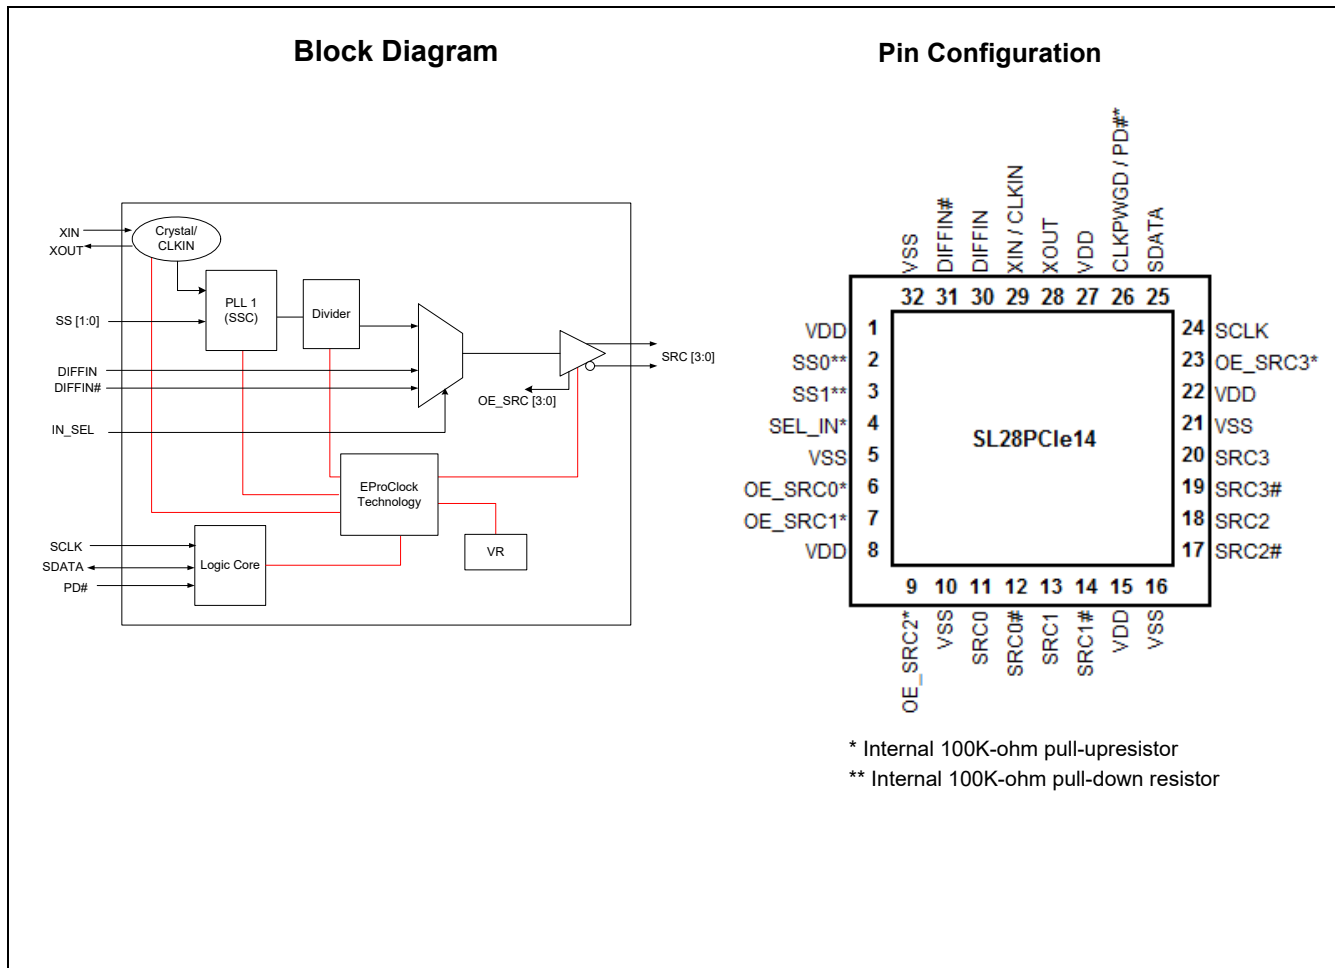 Block Diagram
XIN
XOUT
Crystal/
CLKIN
SS [1:0]
PLL 1
(SSC)
Divider
DIFFIN
DIFFIN#
IN_SEL
OE_SRC [3:0]
SRC [3:0]
EProClock
Technology
VR
SCLK
SDATA
PD#
Logic Core
Pin Configuration
VSS
DIFFIN#
DIFFIN
XIN / CLKIN
XOUT
VDD
CLKPWGD / PD#*
SDATA
32 31 30 29 28 27 26 25
VDD 1
SS0** 2
SS1** 3
SEL_IN* 4
VSS 5
OE_SRC0* 6
OE_SRC1* 7
VDD 8
SL28PCIe14
24 SCLK
23 OE_SRC3*
22 VDD
21 VSS
20 SRC3
19 SRC3#
18 SRC2
17 SRC2#
9 10 11 12 13 14 15 16
OE_SRC2*
VSS
SRC0
SRC0#
SRC1
SRC1#
VDD
VSS
* Internal 100K-ohm pull-upresistor
** Internal 100K-ohm pull-down resistor